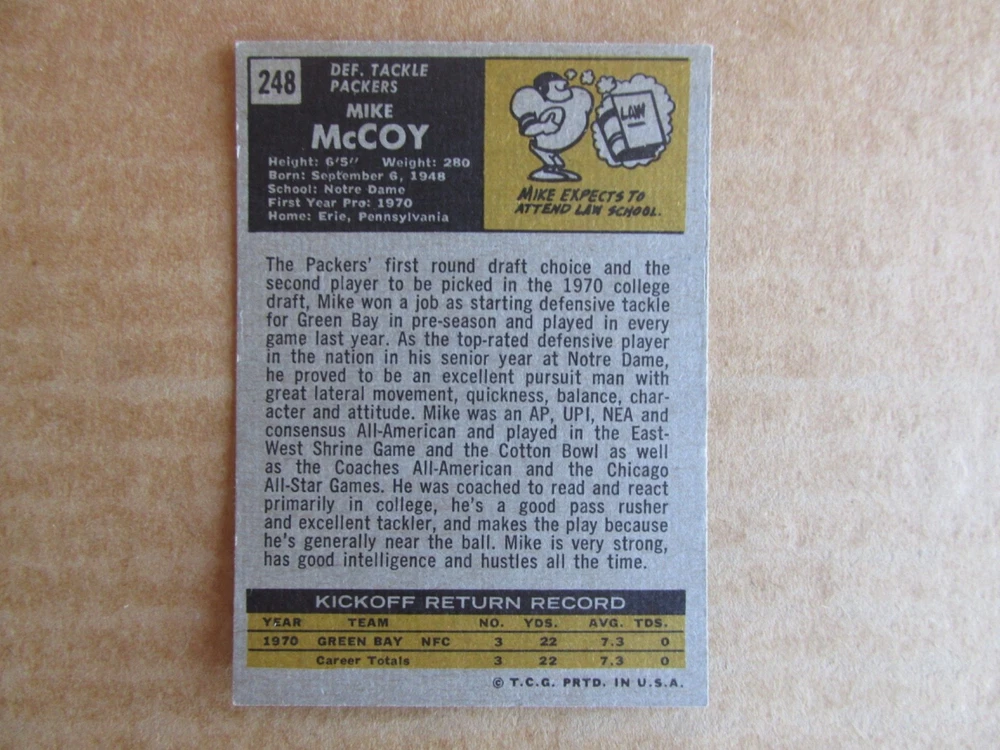 248
DEF. TACKLE
PACKERS
MIKE
McCOY
Height: 6'5" Weight: 280
Born: September 6, 1948
School: Notre Dame
First Year Pro: 1970
Home: Erie, Pennsylvania
LAW
MIKE EXPECTS TO
ATTEND LAW SCHOOL.
The Packers' first round draft choice and the
second player to be picked in the 1970 college
draft, Mike won a job as starting defensive tackle
for Green Bay in pre-season and played in every
game last year. As the top-rated defensive player
in the nation in his senior year at Notre Dame,
he proved to be an excellent pursuit man with
great lateral movement, quickness, balance, char-
acter and attitude. Mike was an AP, UPI, NEA and
consensus All-American and played in the East-
West Shrine Game and the Cotton Bowl as well
as the Coaches All-American and the Chicago
All-Star Games. He was coached to read and react
primarily in college, he's a good pass rusher
and excellent tackler, and makes the play because
he's generally near the ball. Mike is very strong,
has good intelligence and hustles all the time.
KICKOFF RETURN RECORD
YEAR TEAM NO. YDS. AVG. TDS.
1970 GREEN BAY NFC 3 22 7.3 0
Career Totals 3 22 7.3 0
© T.C.G. PRTD. IN U.S.A.